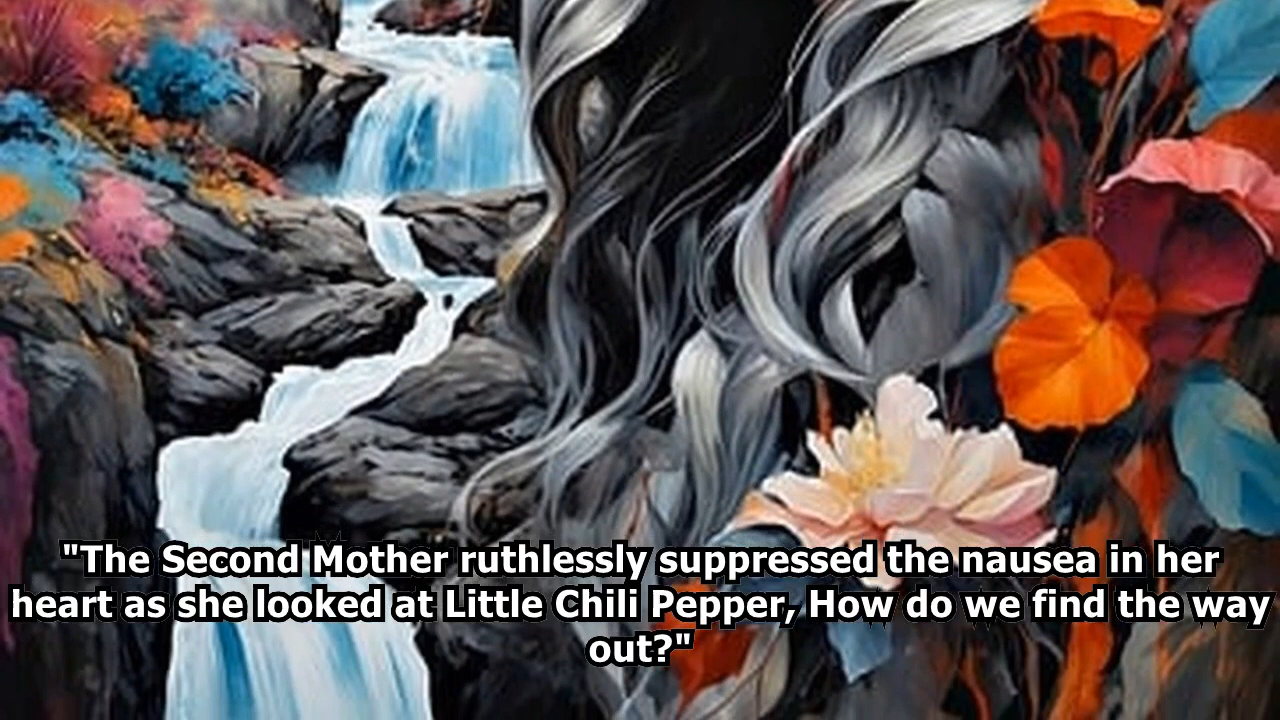 "The Second Mother ruthlessly suppressed the nausea in her
heart as she looked at Little Chili Pepper, How do we find the way
out?"